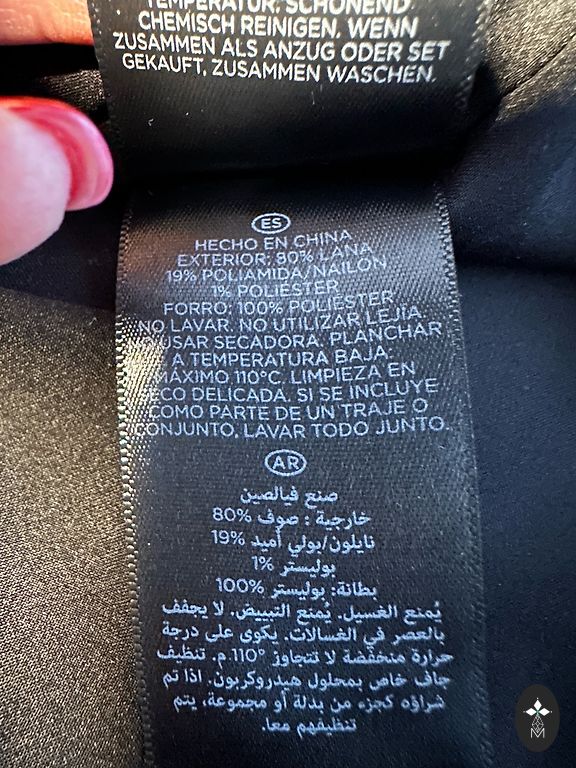 TEMPERATUR. SCHONEND
CHEMISCH REINIGEN. WENN
ZUSAMMEN ALS ANZUG ODER SET
GEKAUFT, ZUSAMMEN WASCHEN.
ES
HECHO EN CHINA
EXTERIOR: 80% LANA
19% POLIAMIDA/NAILON
1% POLIÉSTER
FORRO: 100% POLIÉSTER
NO LAVAR. NO UTILIZAR LEJÍA
USAR SECADORA. PLANCHAR
A TEMPERATURA BAJA:
MÁXIMO 110°C. LIMPIEZA EN
SECO DELICADA. SI SE INCLUYE
COMO PARTE DE UN TRAJE O
CONJUNTO, LAVAR TODO JUNTO.
AR
صنع فيالصين
خارجية : صوف %80
نايلون/بولي أميد %19
بوليستر %1
بطانة: بوليستر %100
يُمنع الغسيل. يُمنع التبييض. لا يجفف
بالعصر في الغسالات. يكوى على درجة
حرارة منخفضة لا تتجاوز °110 م. تنظيف
جاف خاص بمحلول هيدروكربون. اذا تم
شراؤه كجزء من بدلة أو مجموعة، يتم
تنظيفهم معا.
M